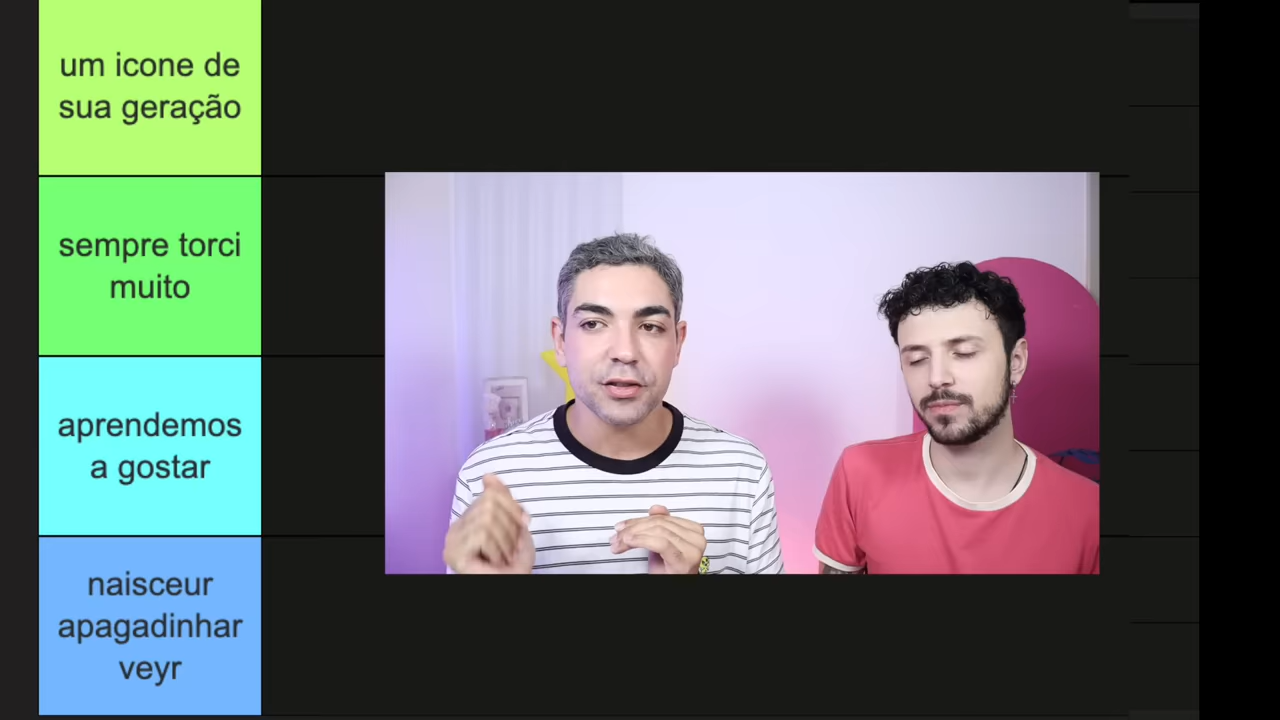 um icone de
sua geração
sempre torci
muito
aprendemos
a gostar
naisceur
apagadinhar
veyr